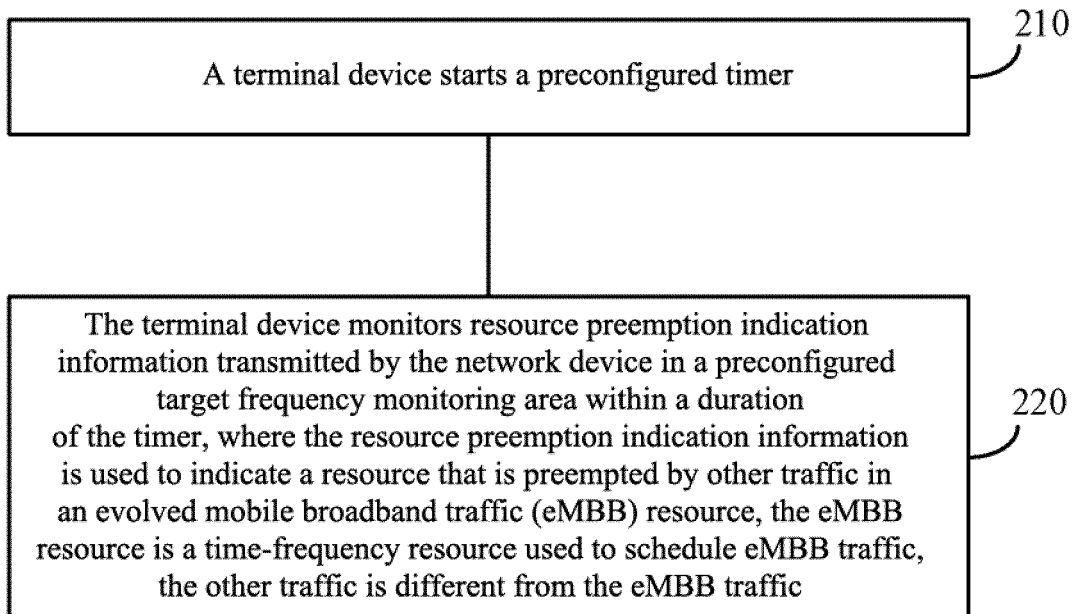 210
A terminal device starts a preconfigured timer
The terminal device monitors resource preemption indication
information transmitted by the network device in a preconfigured
target frequency monitoring area within a duration
of the timer, where the resource preemption indication information
is used to indicate a resource that is preempted by other traffic in
an evolved mobile broadband traffic (eMBB) resource, the eMBB
resource is a time-frequency resource used to schedule eMBB traffic,
the other traffic is different from the eMBB traffic
220